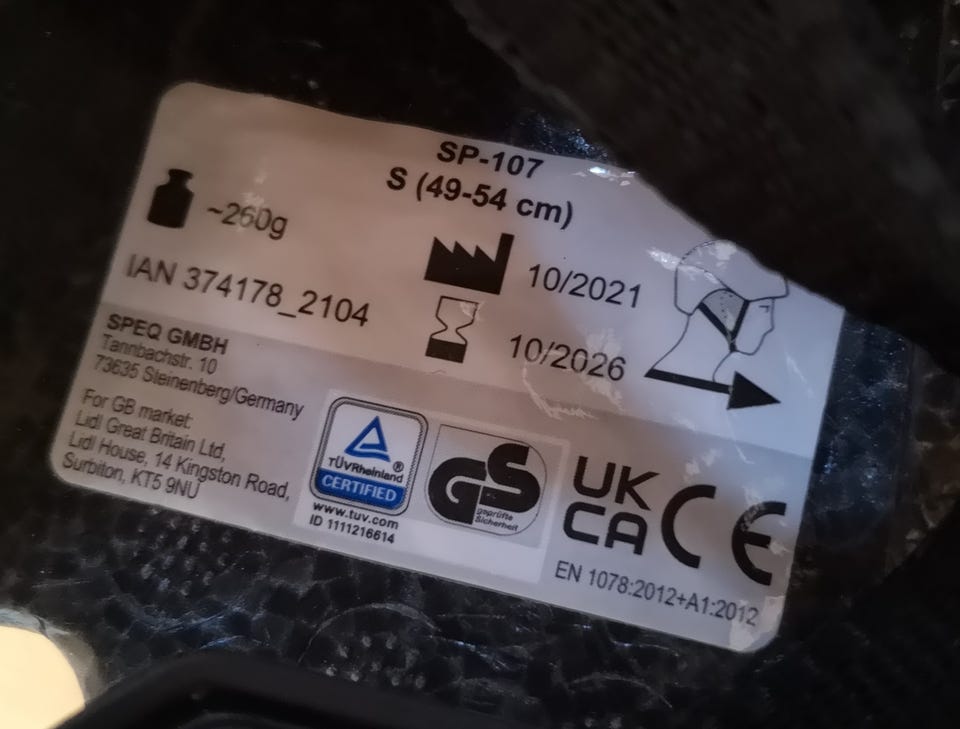 SP-107
S (49-54 cm)
~260g
10/2021
IAN 374178_2104
10/2026
SPEQ GMBH
Tannbachstr. 10
73635 Steinenberg/Germany
For GB market:
Lidl Great Britain Ltd,
Lidl House, 14 Kingston Road,
Surbiton, KT5 9NU
TÜVRheinland®
CERTIFIED
www.tuv.com
ID 1111216614
GS
geprüfte
Sicherheit
UK
CA
CE
EN 1078:2012+A1:2012